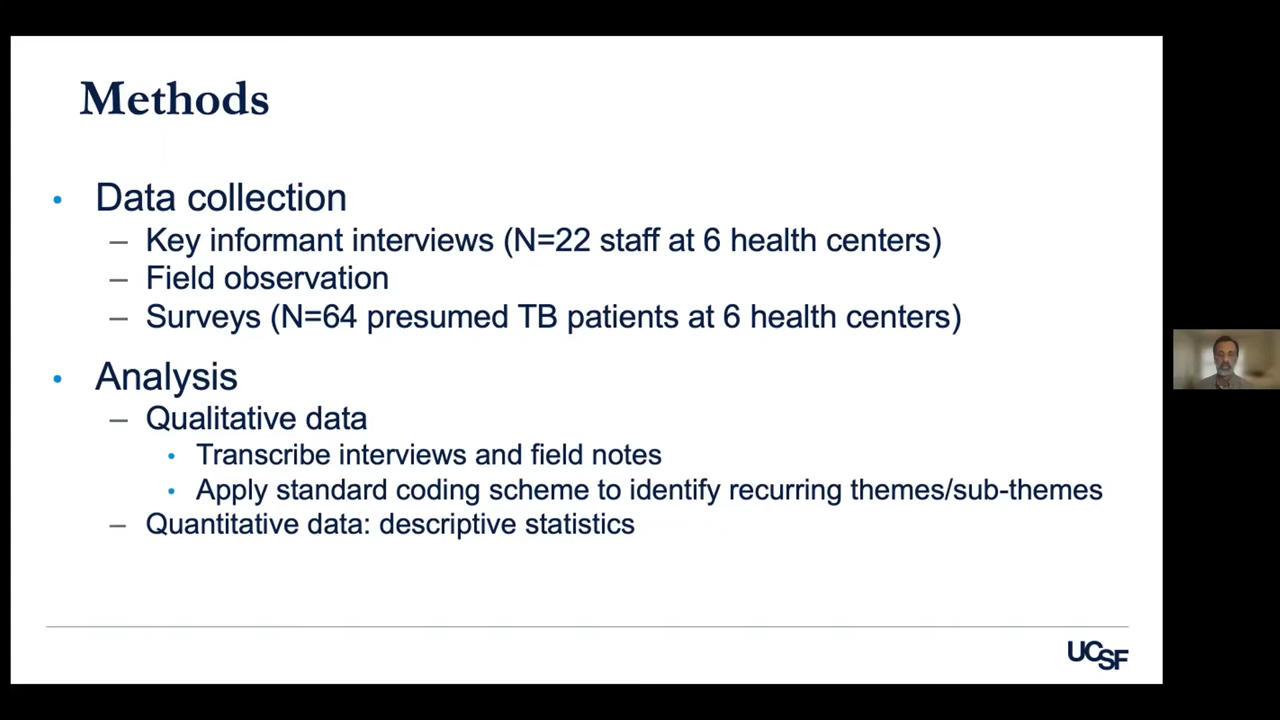 Methods
• Data collection
– Key informant interviews (N=22 staff at 6 health centers)
– Field observation
– Surveys (N=64 presumed TB patients at 6 health centers)
• Analysis
– Qualitative data
• Transcribe interviews and field notes
• Apply standard coding scheme to identify recurring themes/sub-themes
– Quantitative data: descriptive statistics
UCSF